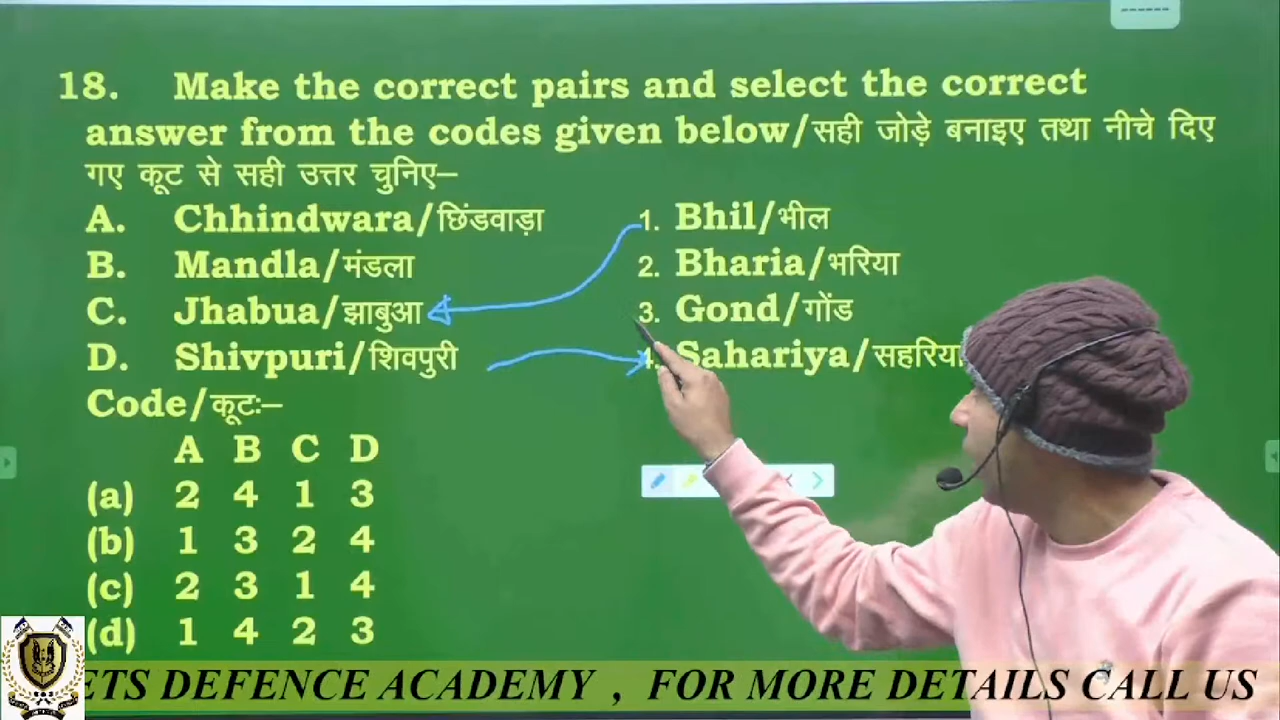 ------
18. Make the correct pairs and select the correct
answer from the codes given below/सही जोड़े बनाइए तथा नीचे दिए
गए कूट से सही उत्तर चुनिए–
A. Chhindwara/छिंडवाड़ा 1. Bhil/भील
B. Mandla/मंडला 2. Bharia/भरिया
C. Jhabua/झाबुआ 3. Gond/गोंड
D. Shivpuri/शिवपुरी 4. Sahariya/सहरिया
Code/कूटः–
A B C D
(a) 2 4 1 3
(b) 1 3 2 4
(c) 2 3 1 4
(d) 1 4 2 3
ETS DEFENCE ACADEMY , FOR MORE DETAILS CALL US